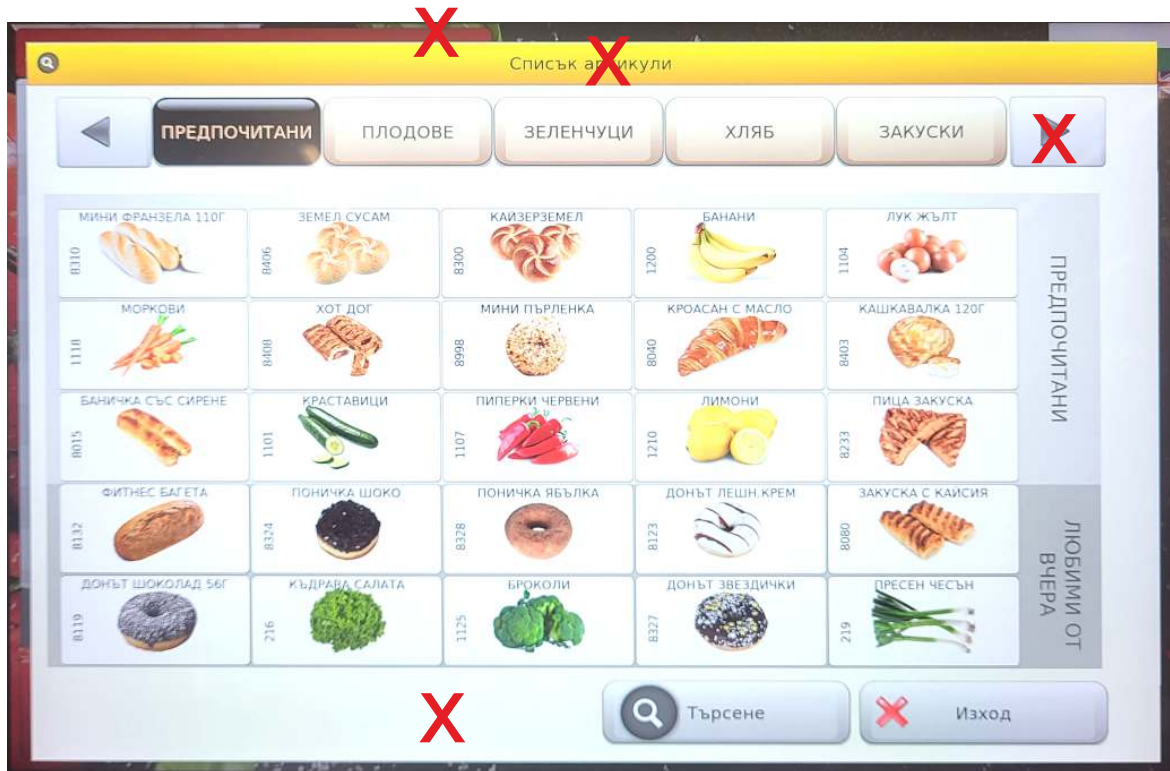 Списък артикули
ПРЕДПОЧИТАНИ ПЛОДОВЕ ЗЕЛЕНЧУЦИ ХЛЯБ ЗАКУСКИ
МИНИ ФРАНЗЕЛА 110Г ЗЕМЕЛ СУСАМ КАЙЗЕРЗЕМЕЛ БАНАНИ ЛУК ЖЪЛТ
8310 8406 8300 1200 1104
МОРКОВИ ХОТ ДОГ МИНИ ПЪРЛЕНКА КРОАСАН С МАСЛО КАШКАВАЛКА 120Г
1118 8408 8998 8040 8403
БАНИЧКА СЪС СИРЕНЕ КРАСТАВИЦИ ПИПЕРКИ ЧЕРВЕНИ ЛИМОНИ ПИЦА ЗАКУСКА
8015 1101 1107 1210 8233
ФИТНЕС БАГЕТА ПОНИЧКА ШОКО ПОНИЧКА ЯБЪЛКА ДОНЪТ ЛЕШН.КРЕМ ЗАКУСКА С КАЙСИЯ
8132 8324 8328 8123 8080
ДОНЪТ ШОКОЛАД 56Г КЪДРАВА САЛАТА БРОКОЛИ ДОНЪТ ЗВЕЗДИЧКИ ПРЕСЕН ЧЕСЪН
8119 216 1125 8327 219
ПРЕДПОЧИТАНИ
ЛЮБИМИ ОТ
ВЧЕРА
Търсене Изход
X
X
X
X